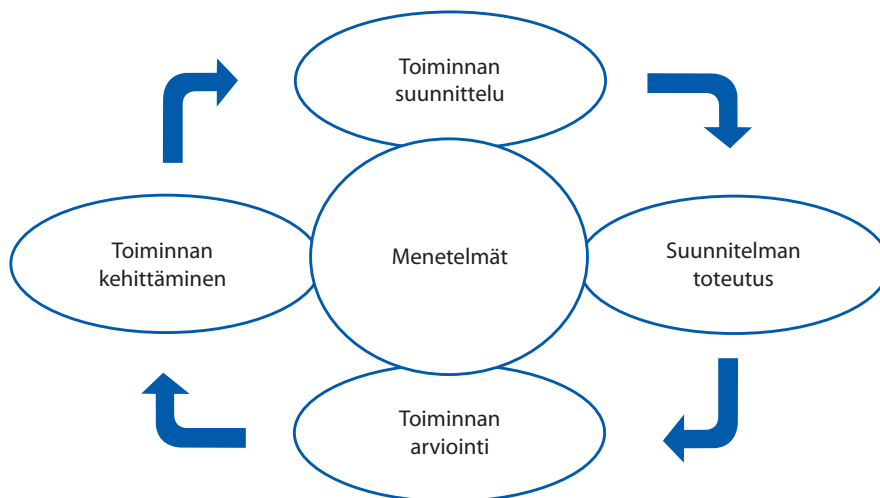 Toiminnan
suunnittelu
Toiminnan
kehittäminen
Menetelmät
Suunnitelman
toteutus
Toiminnan
arviointi